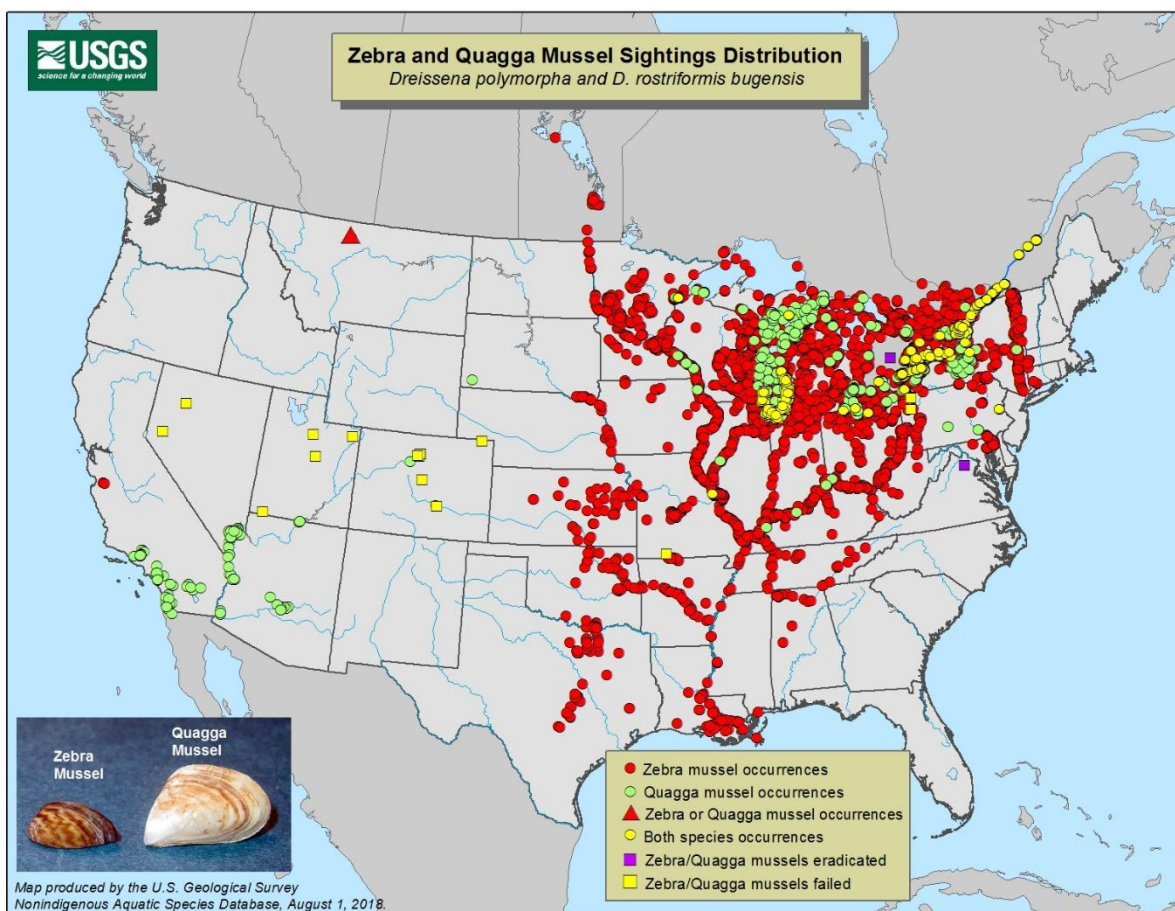 USGS
science for a changing world
Zebra and Quagga Mussel Sightings Distribution
Dreissena polymorpha and D. rostriformis bugensis
Zebra
Mussel
Quagga
Mussel
Map produced by the U.S. Geological Survey
Nonindigenous Aquatic Species Database, August 1, 2018.
Zebra mussel occurrences
Quagga mussel occurrences
Zebra or Quagga mussel occurrences
Both species occurrences
Zebra/Quagga mussels eradicated
Zebra/Quagga mussels failed